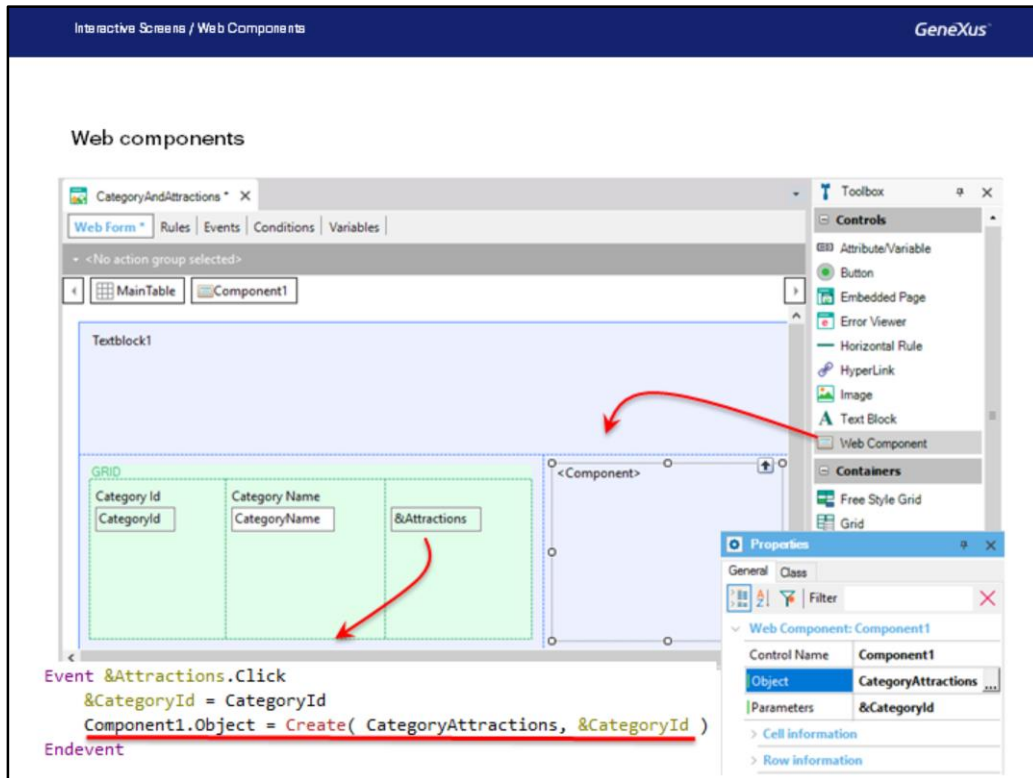 Interactive Screens / Web Components
GeneXus™
Web components
CategoryAndAttractions * X
Web Form * Rules Events Conditions Variables
<No action group selected>
MainTable Component1
Textblock1
GRID
Category Id Category Name
CategoryId CategoryName &Attractions
<Component>
Toolbox
Controls
Attribute/Variable
Button
Embedded Page
Error Viewer
Horizontal Rule
HyperLink
Image
Text Block
Web Component
Containers
Free Style Grid
Grid
Properties
General Class
Filter
Web Component: Component1
Control Name Component1
Object CategoryAttractions ...
Parameters &CategoryId
Cell information
Row information
Event &Attractions.Click
&CategoryId = CategoryId
Component1.Object = Create( CategoryAttractions, &CategoryId )
Endevent